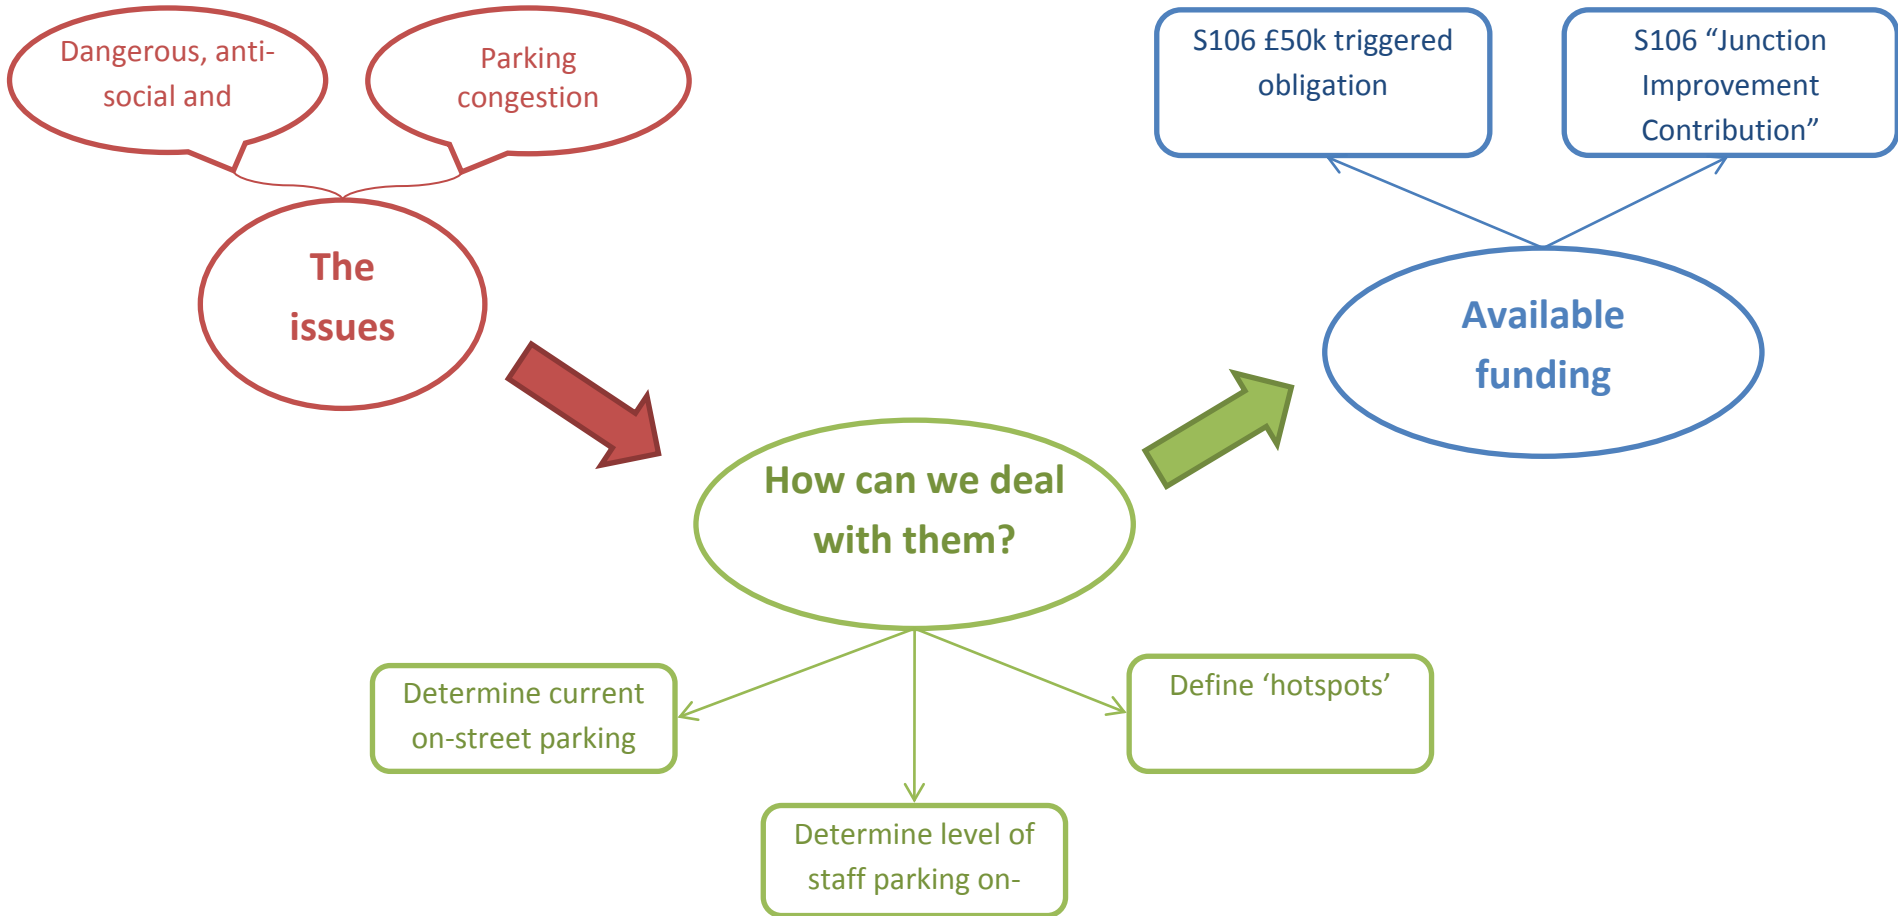 Dangerous, anti-
social and
Parking
congestion
The
issues
S106 £50k triggered
obligation
S106 “Junction
Improvement
Contribution”
Available
funding
How can we deal
with them?
Determine current
on-street parking
Define ‘hotspots’
Determine level of
staff parking on-